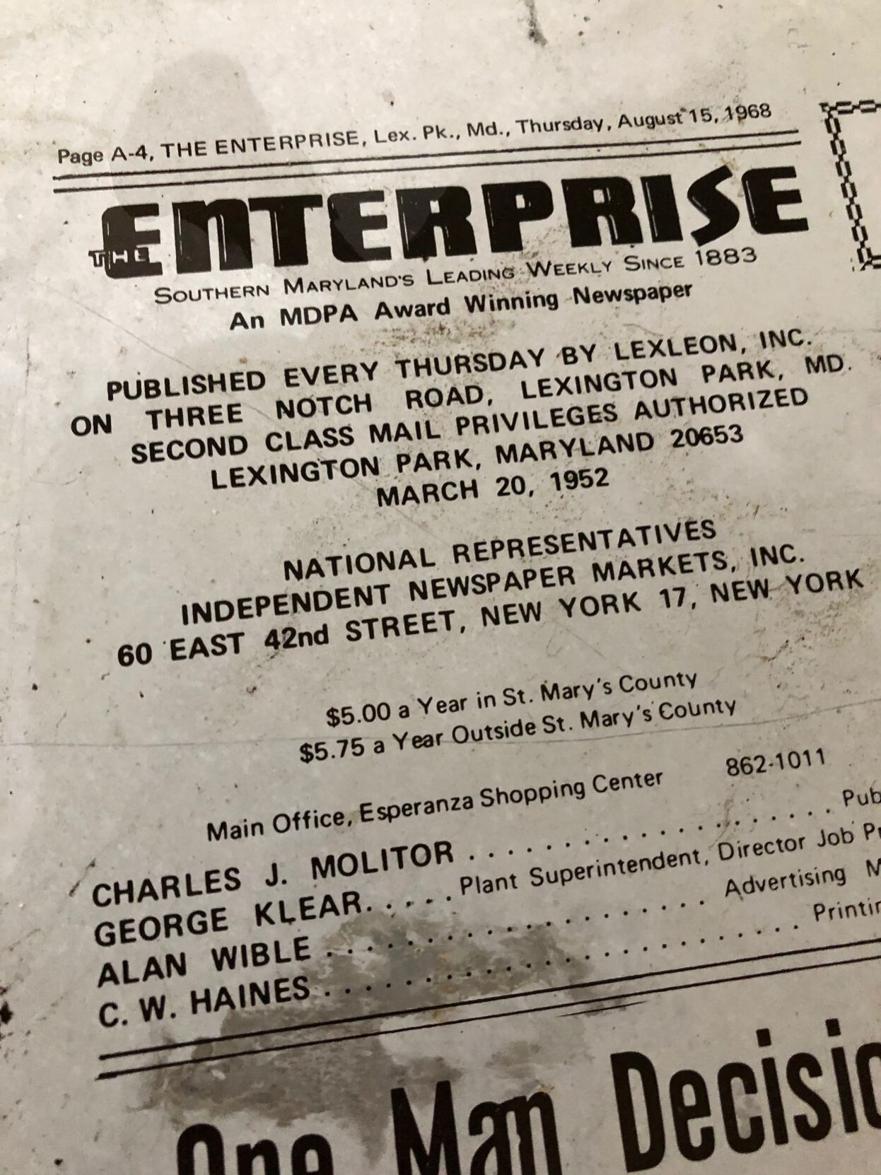 Page A-4, THE ENTERPRISE, Lex. Pk., Md., Thursday, August 15, 1968
THE ENTERPRISE
SOUTHERN MARYLAND'S LEADING WEEKLY SINCE 1883
An MDPA Award Winning Newspaper
PUBLISHED EVERY THURSDAY BY LEXLEON, INC.
ON THREE NOTCH ROAD, LEXINGTON PARK, MD.
SECOND CLASS MAIL PRIVILEGES AUTHORIZED
LEXINGTON PARK, MARYLAND 20653
MARCH 20, 1952
NATIONAL REPRESENTATIVES
INDEPENDENT NEWSPAPER MARKETS, INC.
60 EAST 42nd STREET, NEW YORK 17, NEW YORK
$5.00 a Year in St. Mary's County
$5.75 a Year Outside St. Mary's County
Main Office, Esperanza Shopping Center 862-1011
CHARLES J. MOLITOR . . . . . . . . . . . . . . . . . . . . Pub
GEORGE KLEAR. . . . . Plant Superintendent, Director Job Pr
ALAN WIBLE . . . . . . . . . . . . . . . . . . . . Advertising M
C. W. HAINES . . . . . . . . . . . . . . . . . . . . . . . . . Printin
One Man Decisio